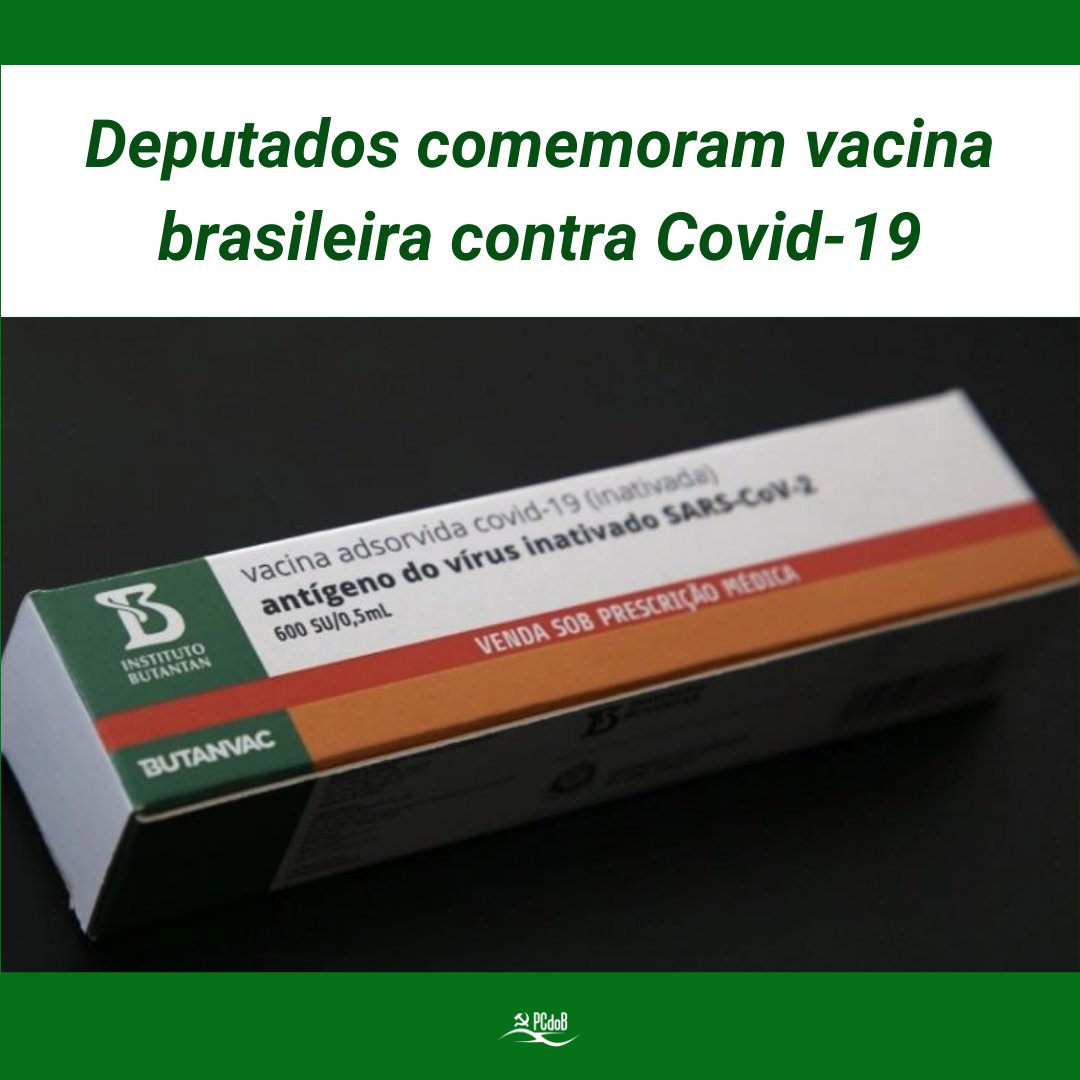 Deputados comemoram vacina
brasileira contra Covid-19
vacina adsorvida covid-19 (inativada)
antígeno do vírus inativado SARS-CoV-2
600 SU/0,5mL
VENDA SOB PRESCRIÇÃO MÉDICA
INSTITUTO
BUTANTAN
BUTANVAC
PCdoB